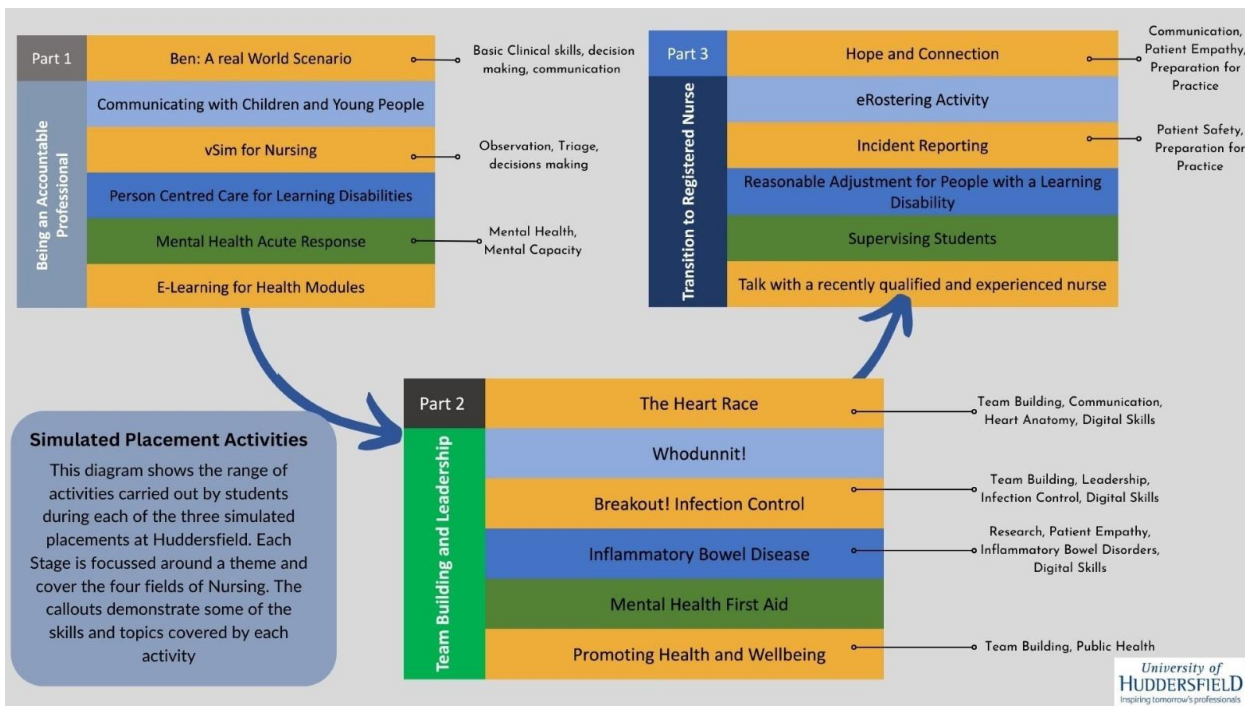 Part 1
Being an Accountable
Professional
Ben: A real World Scenario
Basic Clinical skills, decision
making, communication
Communicating with Children and Young People
vSim for Nursing
Observation, Triage,
decisions making
Person Centred Care for Learning Disabilities
Mental Health Acute Response
Mental Health,
Mental Capacity
E-Learning for Health Modules
Part 3
Transition to Registered Nurse
Hope and Connection
Communication,
Patient Empathy,
Preparation for
Practice
eRostering Activity
Incident Reporting
Patient Safety,
Preparation for
Practice
Reasonable Adjustment for People with a Learning
Disability
Supervising Students
Talk with a recently qualified and experienced nurse
Simulated Placement Activities
This diagram shows the range of
activities carried out by students
during each of the three simulated
placements at Huddersfield. Each
Stage is focussed around a theme and
cover the four fields of Nursing. The
callouts demonstrate some of the
skills and topics covered by each
activity
Part 2
Team Building and Leadership
The Heart Race
Team Building, Communication,
Heart Anatomy, Digital Skills
Whodunnit!
Breakout! Infection Control
Team Building, Leadership,
Infection Control, Digital Skills
Inflammatory Bowel Disease
Research, Patient Empathy,
Inflammatory Bowel Disorders,
Digital Skills
Mental Health First Aid
Promoting Health and Wellbeing
Team Building, Public Health
University of
HUDDERSFIELD
Inspiring tomorrow's professionals